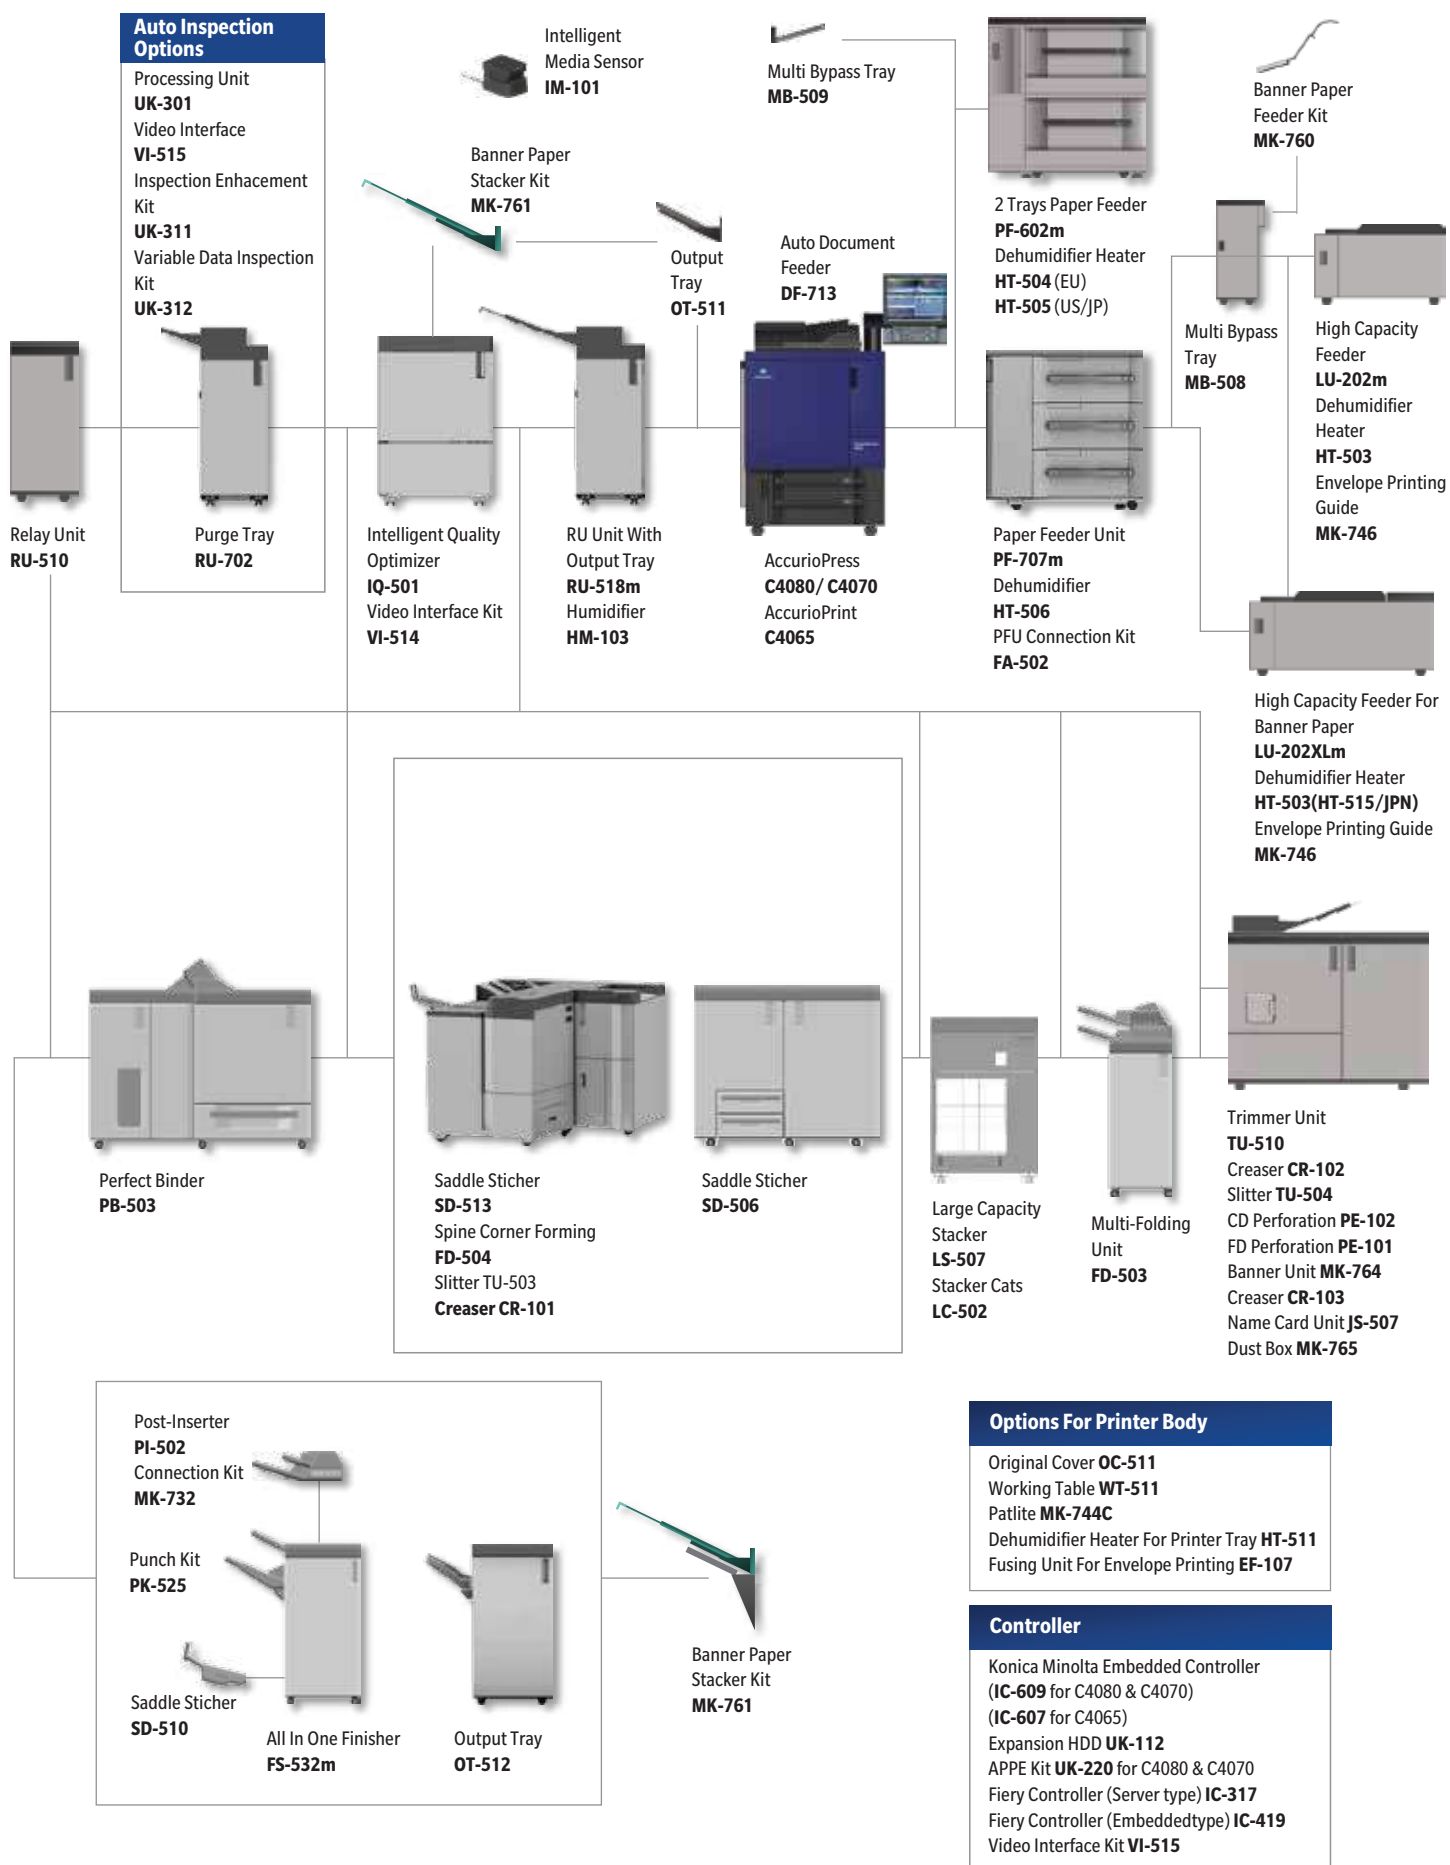 Auto Inspection
Options
Processing Unit
UK-301
Video Interface
VI-515
Inspection Enhacement
Kit
UK-311
Variable Data Inspection
Kit
UK-312
Intelligent
Media Sensor
IM-101
Banner Paper
Stacker Kit
MK-761
Output
Tray
OT-511
Multi Bypass Tray
MB-509
Auto Document
Feeder
DF-713
2 Trays Paper Feeder
PF-602m
Dehumidifier Heater
HT-504 (EU)
HT-505 (US/JP)
Banner Paper
Feeder Kit
MK-760
Multi Bypass
Tray
MB-508
High Capacity
Feeder
LU-202m
Dehumidifier
Heater
HT-503
Envelope Printing
Guide
MK-746
Relay Unit
RU-510
Purge Tray
RU-702
Intelligent Quality
Optimizer
IQ-501
Video Interface Kit
VI-514
RU Unit With
Output Tray
RU-518m
Humidifier
HM-103
AccurioPress
C4080/ C4070
AccurioPrint
C4065
Paper Feeder Unit
PF-707m
Dehumidifier
HT-506
PFU Connection Kit
FA-502
High Capacity Feeder For
Banner Paper
LU-202XLm
Dehumidifier Heater
HT-503(HT-515/JPN)
Envelope Printing Guide
MK-746
Perfect Binder
PB-503
Saddle Sticher
SD-513
Spine Corner Forming
FD-504
Slitter TU-503
Creaser CR-101
Saddle Sticher
SD-506
Large Capacity
Stacker
LS-507
Stacker Cats
LC-502
Multi-Folding
Unit
FD-503
Trimmer Unit
TU-510
Creaser CR-102
Slitter TU-504
CD Perforation PE-102
FD Perforation PE-101
Banner Unit MK-764
Creaser CR-103
Name Card Unit JS-507
Dust Box MK-765
Post-Inserter
PI-502
Connection Kit
MK-732
Punch Kit
PK-525
Saddle Sticher
SD-510
All In One Finisher
FS-532m
Output Tray
OT-512
Banner Paper
Stacker Kit
MK-761
Options For Printer Body
Original Cover OC-511
Working Table WT-511
Patlite MK-744C
Dehumidifier Heater For Printer Tray HT-511
Fusing Unit For Envelope Printing EF-107
Controller
Konica Minolta Embedded Controller
(IC-609 for C4080 & C4070)
(IC-607 for C4065)
Expansion HDD UK-112
APPE Kit UK-220 for C4080 & C4070
Fiery Controller (Server type) IC-317
Fiery Controller (Embeddedtype) IC-419
Video Interface Kit VI-515